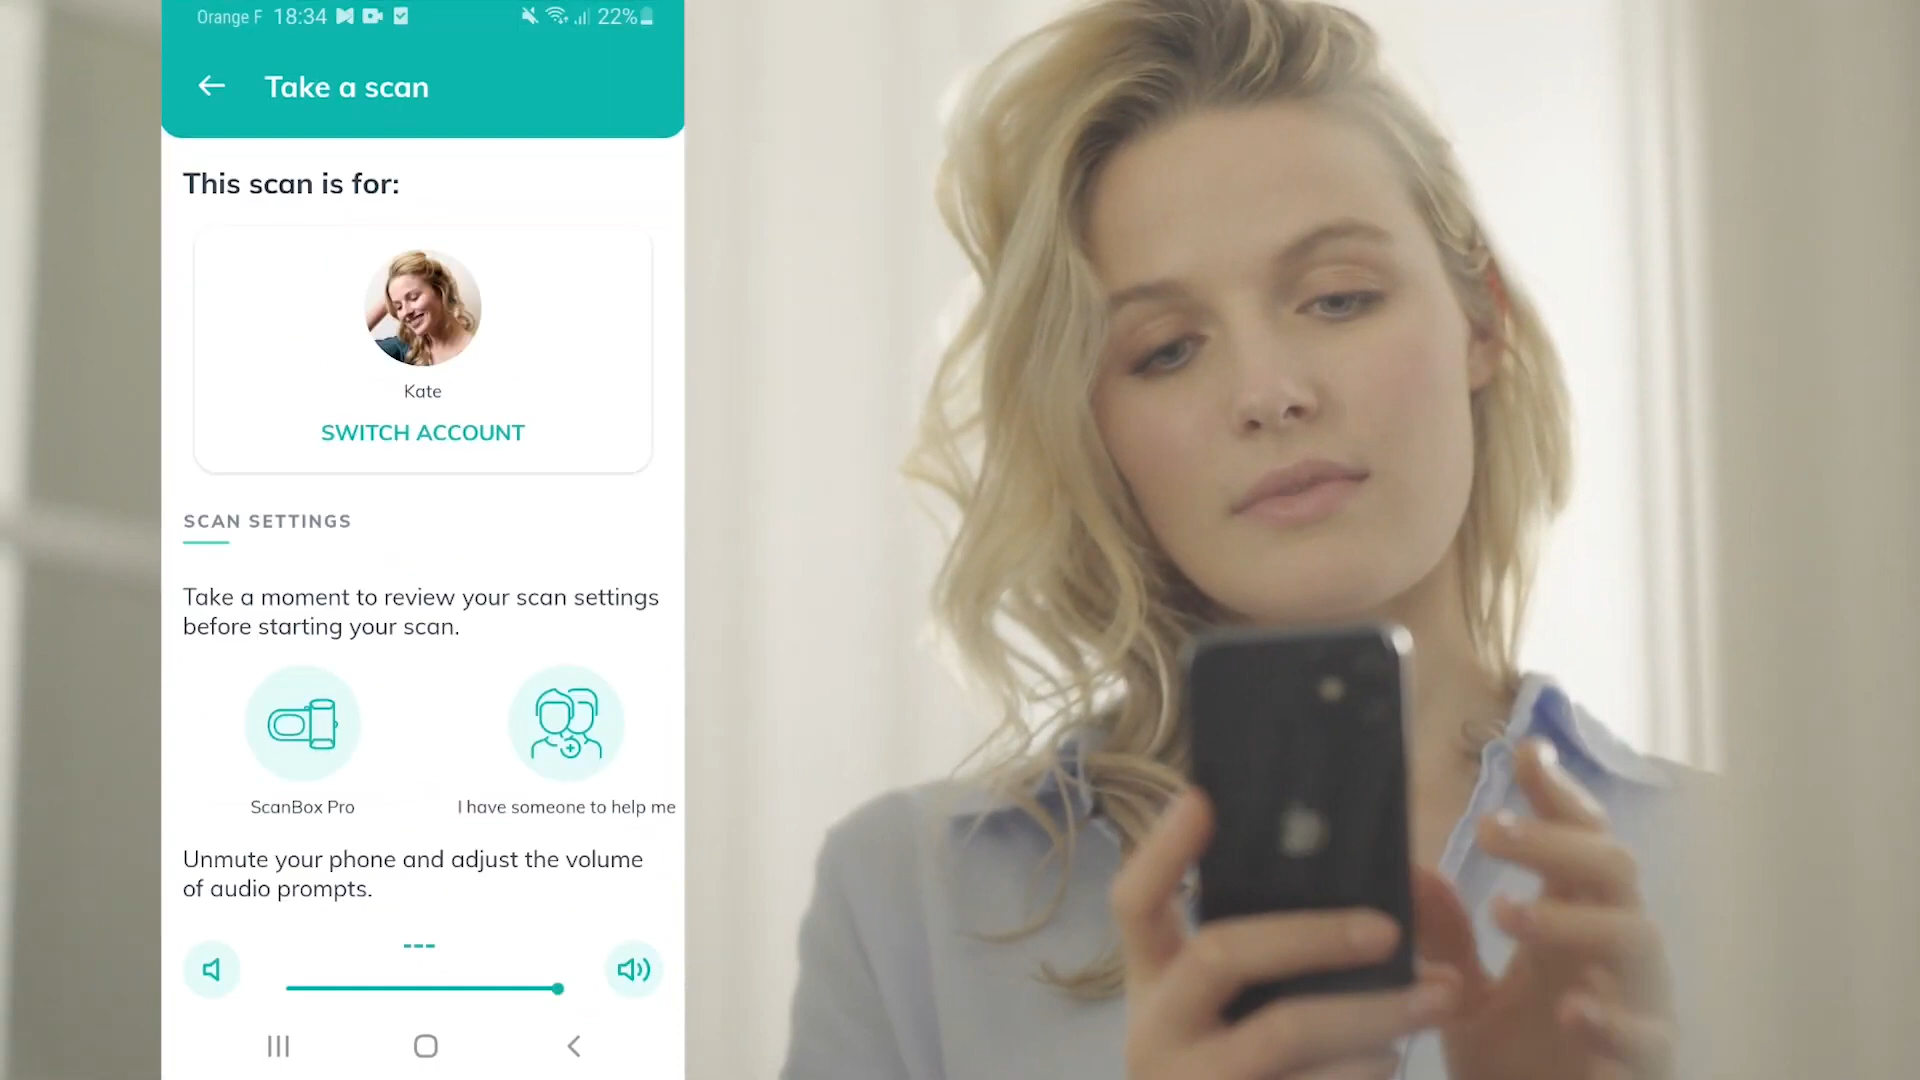 Orange F 18:34 22%
Take a scan
This scan is for:
Kate
SWITCH ACCOUNT
SCAN SETTINGS
Take a moment to review your scan settings
before starting your scan.
ScanBox Pro
I have someone to help me
Unmute your phone and adjust the volume
of audio prompts.
---